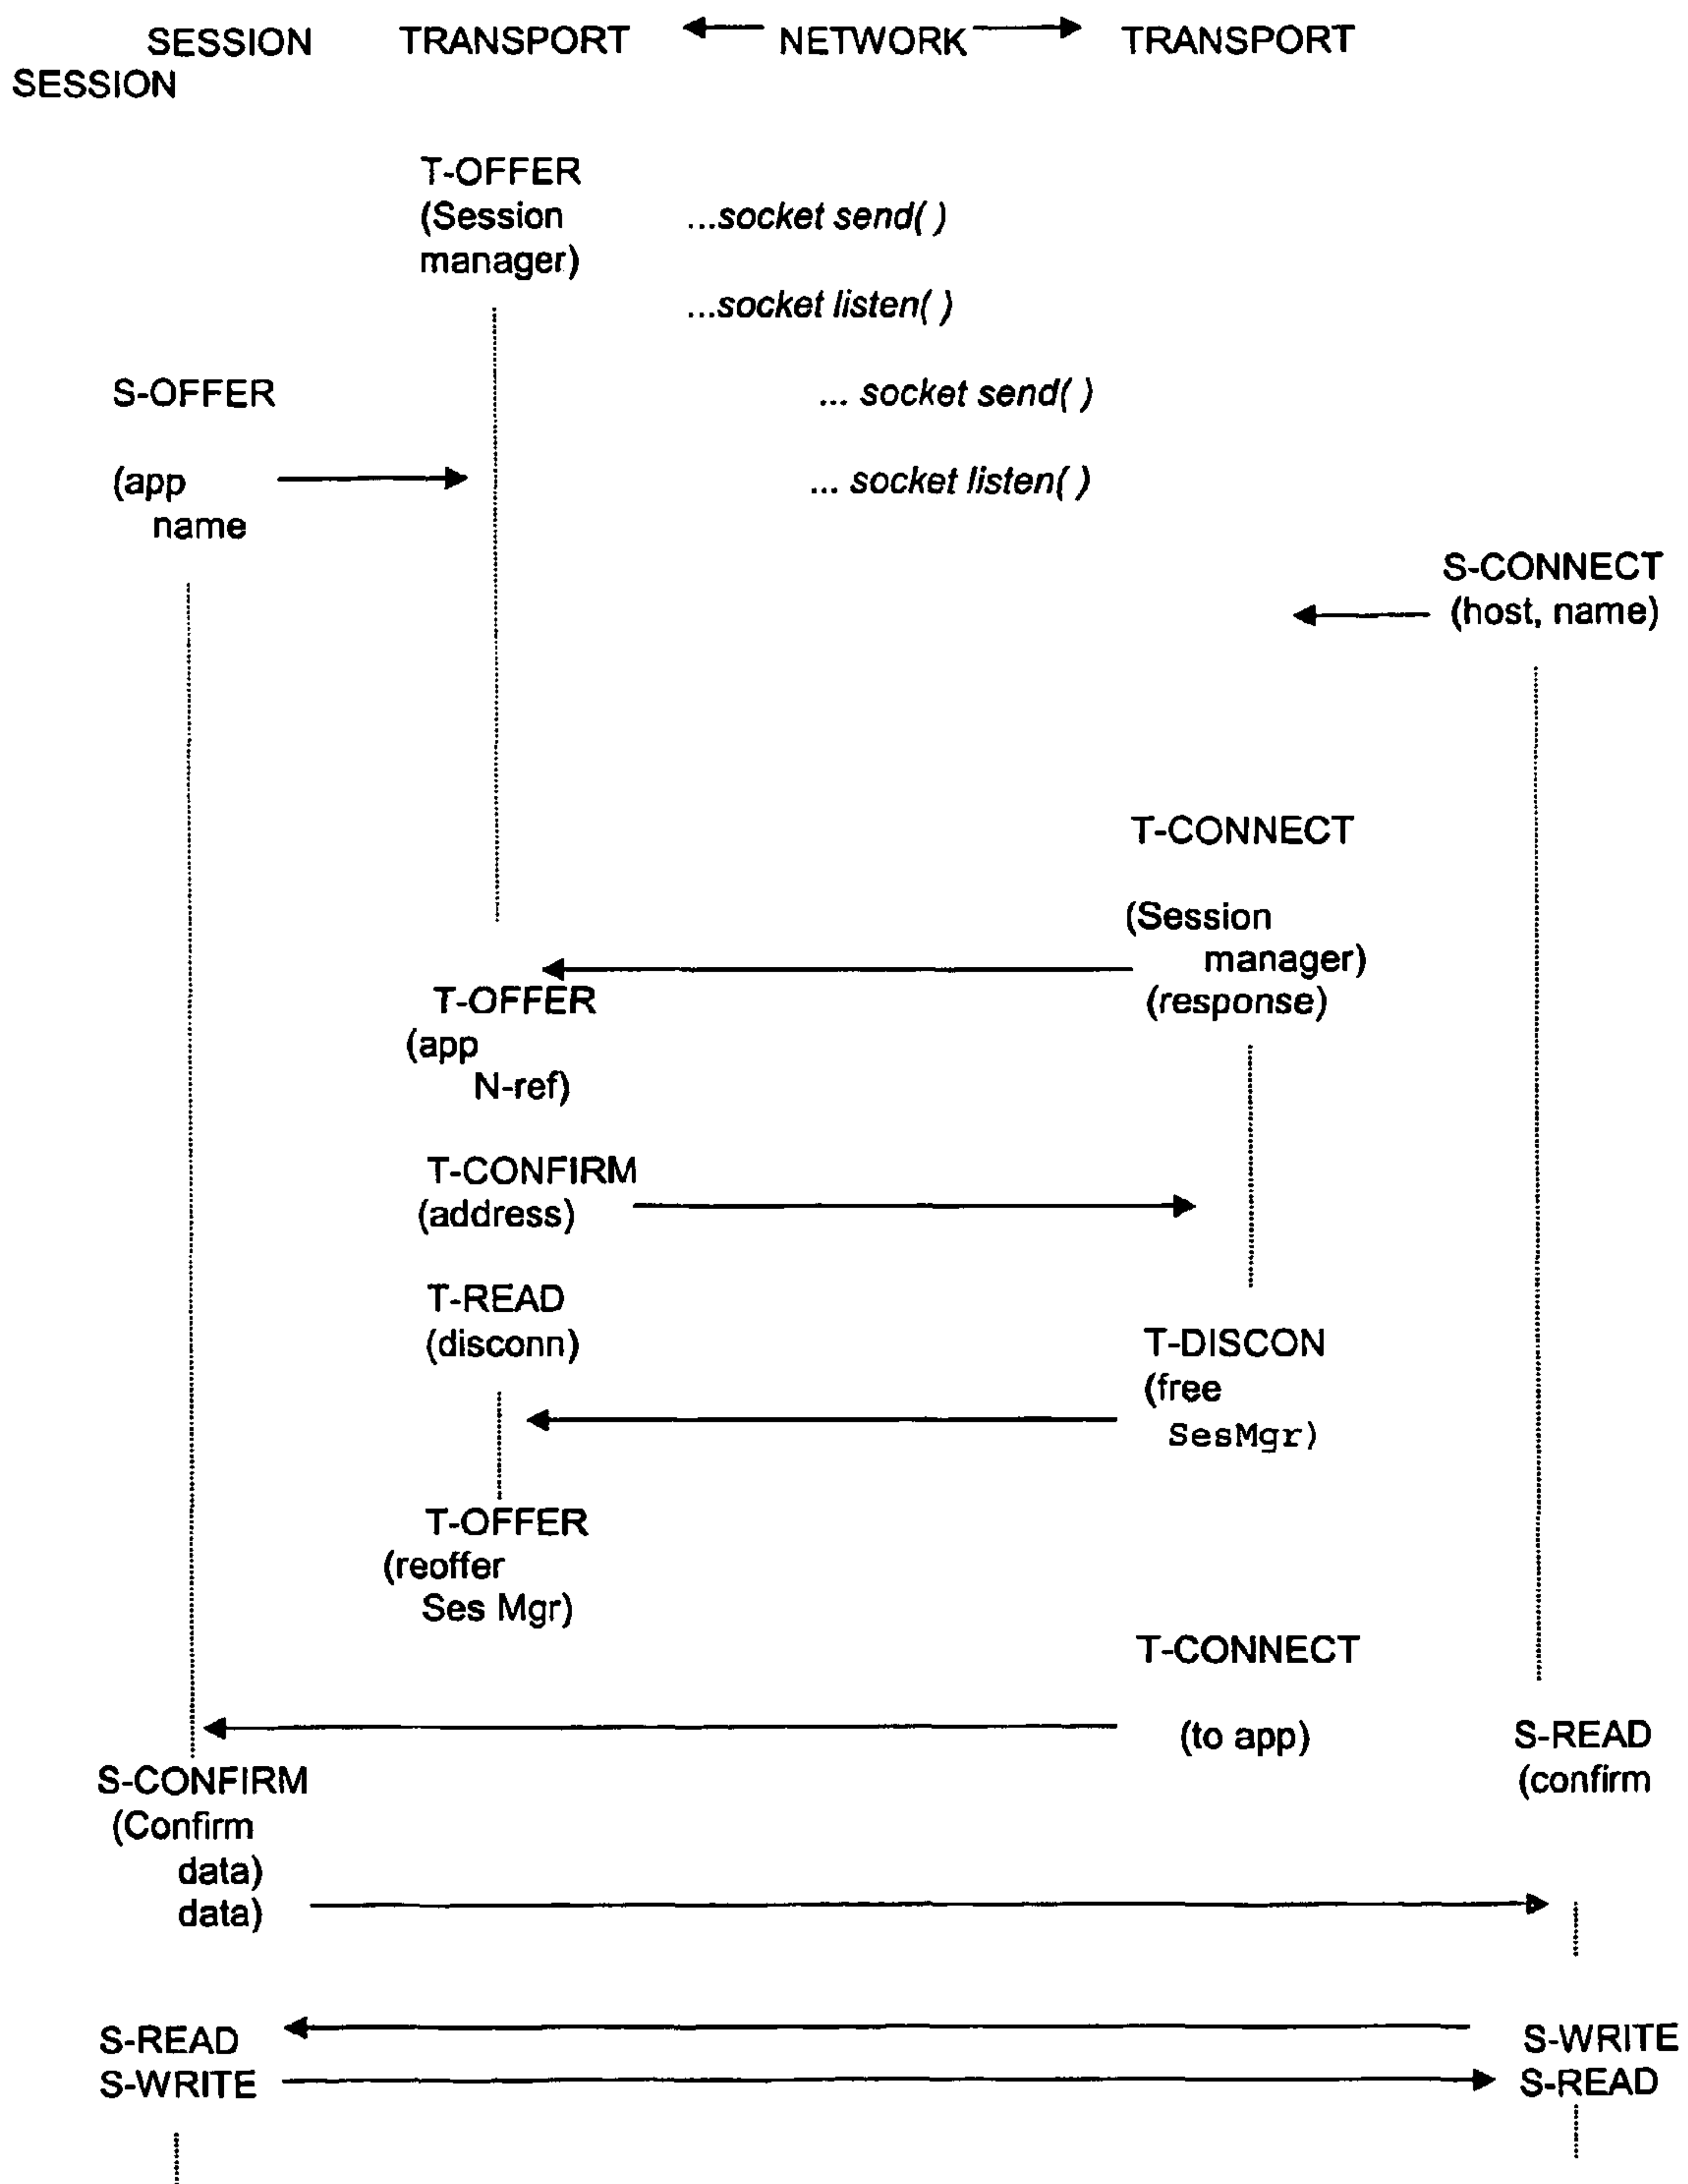 SESSION TRANSPORT NETWORK TRANSPORT
SESSION
T-OFFER
(Session ...socket send( )
manager)
...socket listen( )
S-OFFER ... socket send( )
(app ... socket listen( )
name
S-CONNECT
(host, name)
T-CONNECT
(Session
manager)
T-OFFER (response)
(app
N-ref)
T-CONFIRM
(address)
T-READ
(disconn) T-DISCON
(free
SesMgr)
T-OFFER
(reoffer
Ses Mgr)
T-CONNECT
(to app) S-READ
S-CONFIRM (confirm
(Confirm
data)
data)
S-READ S-WRITE
S-WRITE S-READ